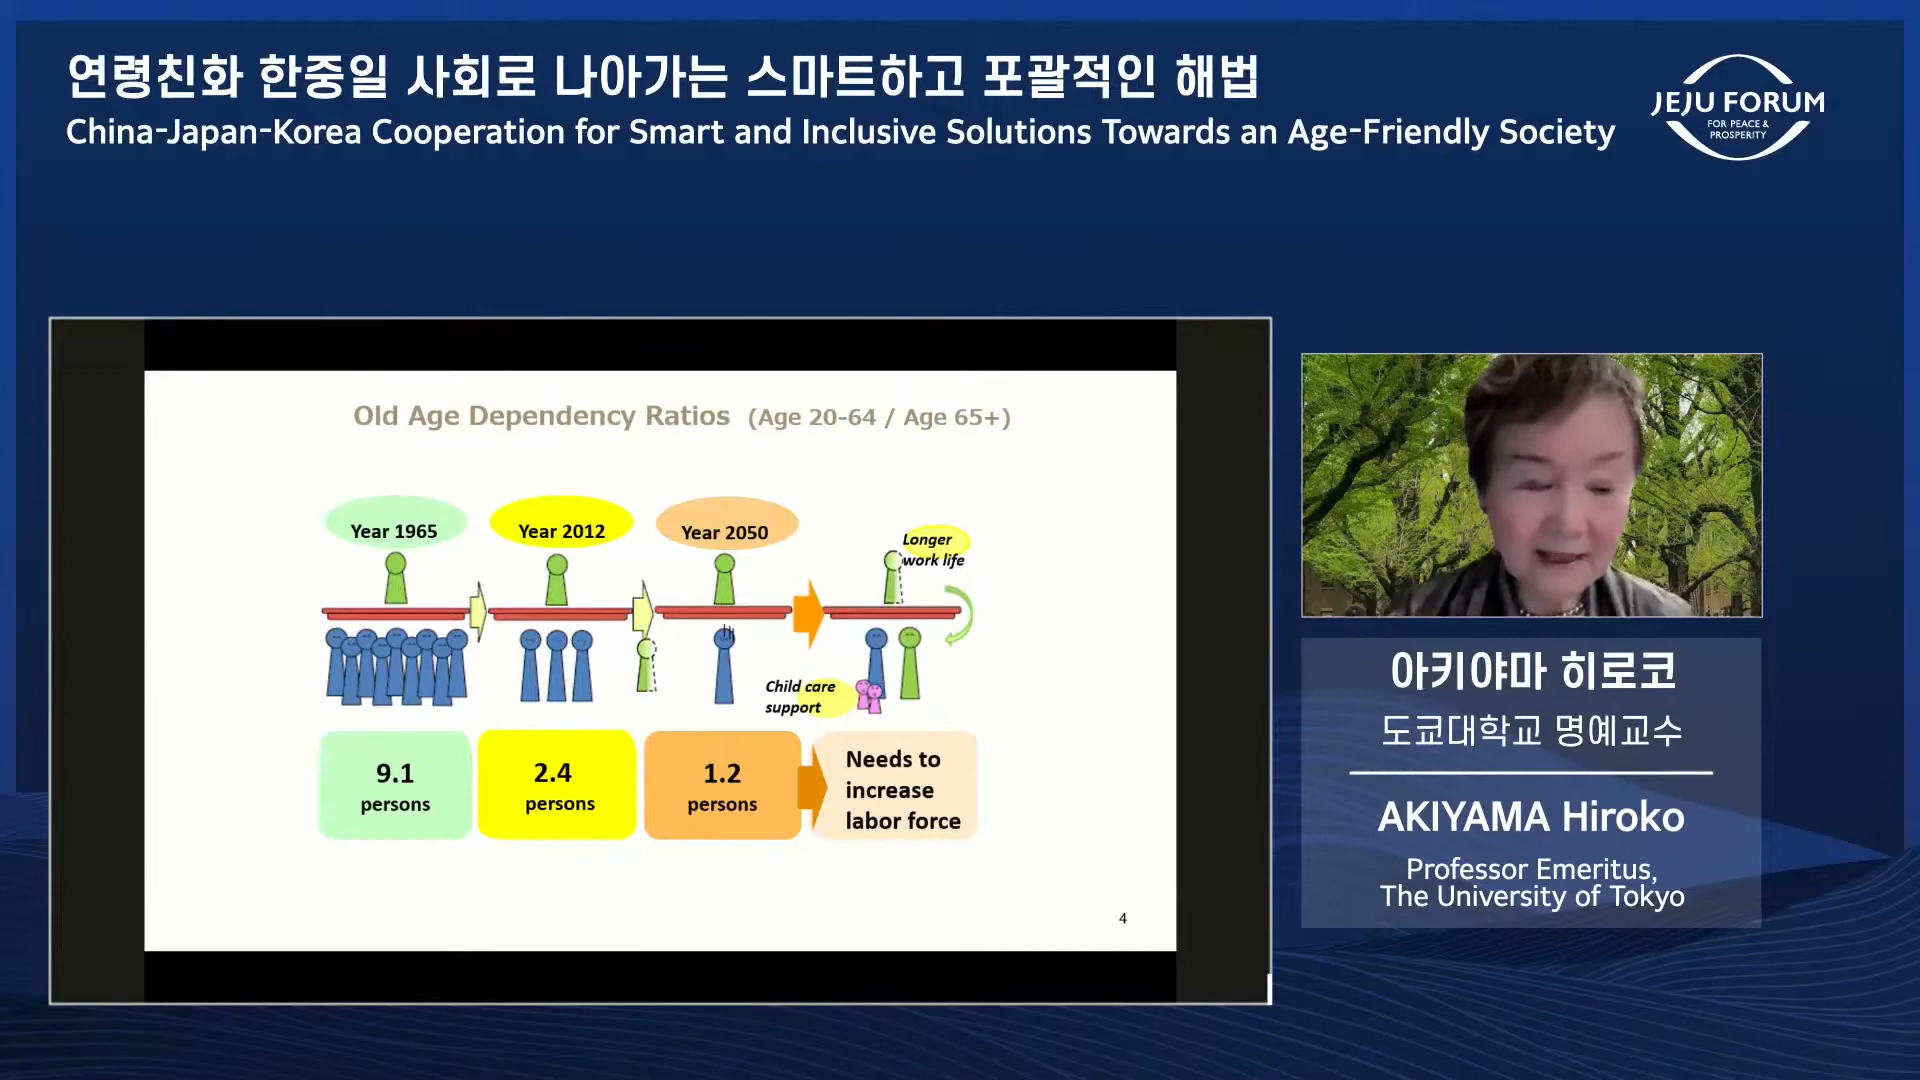 연령친화 한중일 사회로 나아가는 스마트하고 포괄적인 해법
China-Japan-Korea Cooperation for Smart and Inclusive Solutions Towards an Age-Friendly Society
JEJU FORUM
FOR PEACE &
PROSPERITY
Old Age Dependency Ratios (Age 20-64 / Age 65+)
Year 1965
Year 2012
Year 2050
Longer
work life
Child care
support
9.1
persons
2.4
persons
1.2
persons
Needs to
increase
labor force
4
아키야마 히로코
도쿄대학교 명예교수
AKIYAMA Hiroko
Professor Emeritus,
The University of Tokyo